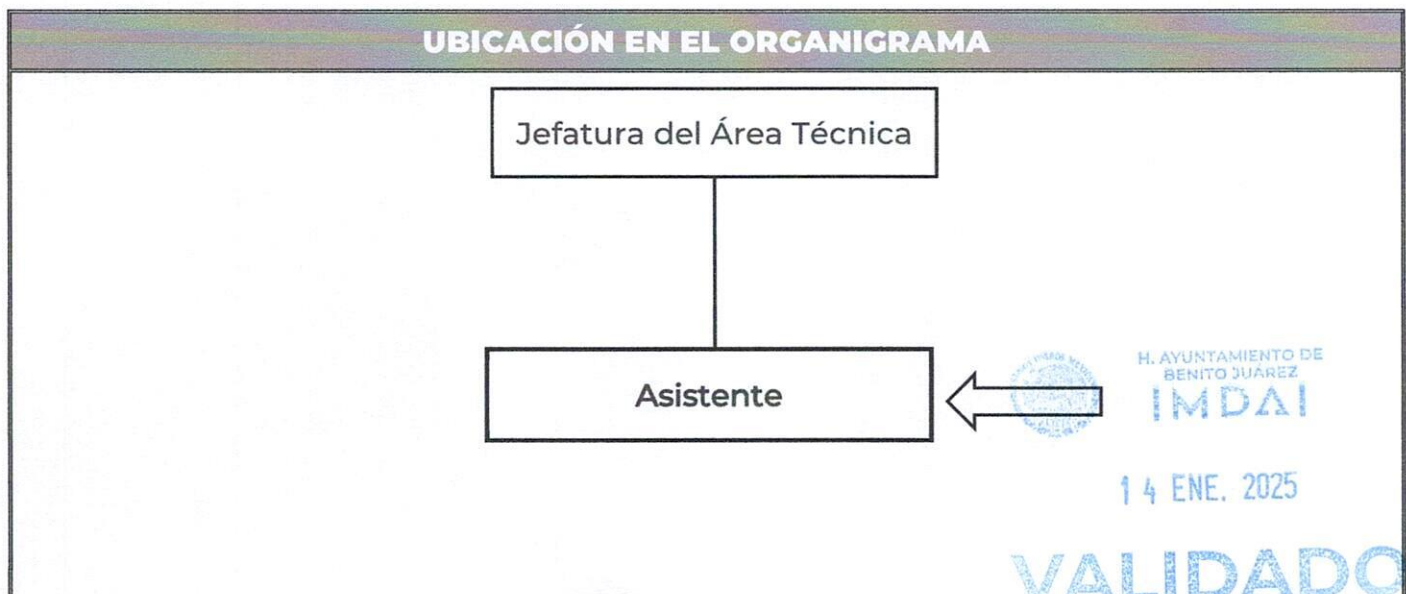 UBICACIÓN EN EL ORGANIGRAMA
Jefatura del Área Técnica
Asistente
H. AYUNTAMIENTO DE
BENITO JUÁREZ
IMDAI
14 ENE. 2025
VALIDADO